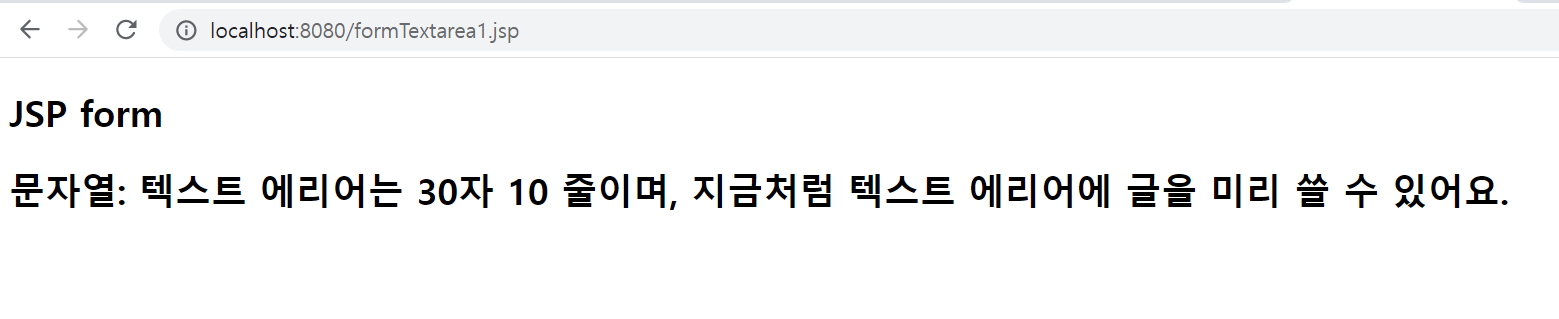 localhost:8080/formTextarea1.jsp
JSP form
문자열: 텍스트 에리어는 30자 10 줄이며, 지금처럼 텍스트 에리어에 글을 미리 쓸 수 있어요.